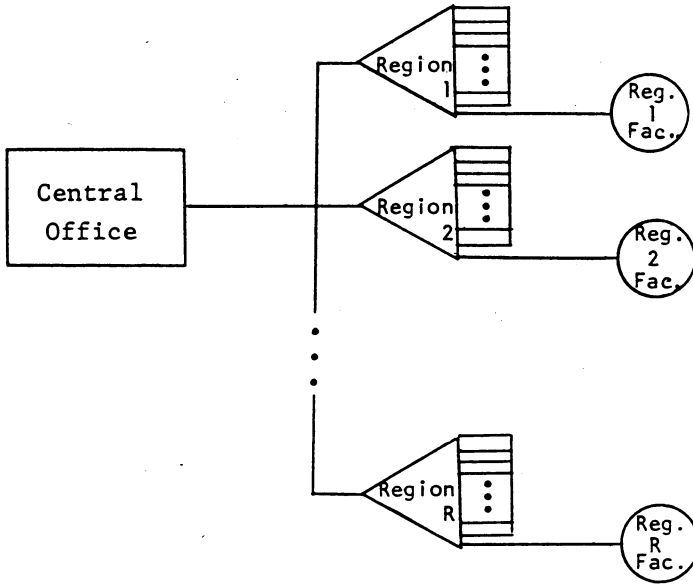 Region
1
Reg.
1
Fac.
Central
Office
Region
2
Reg.
2
Fac.
Region
R
Reg.
R
Fac.